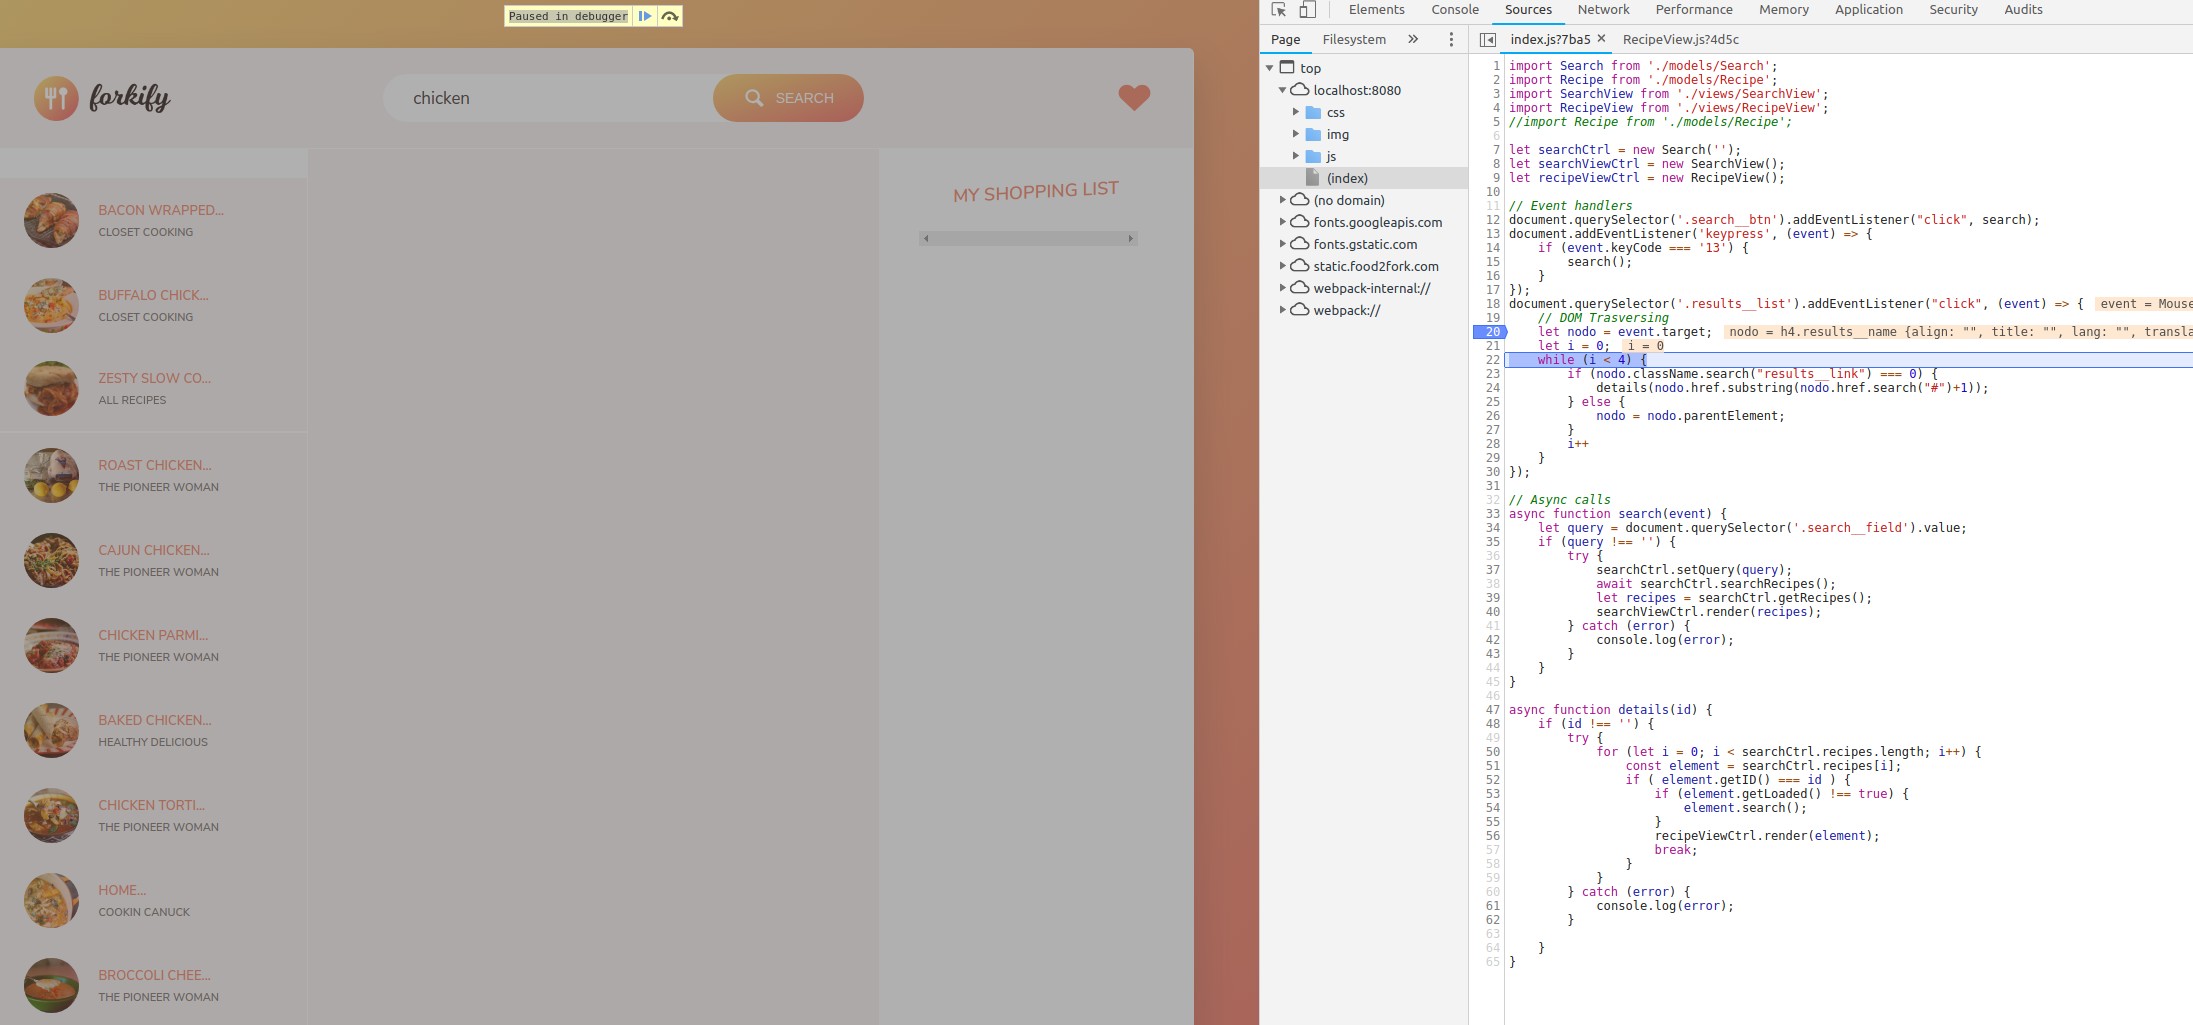 Paused in debugger
forkify
chicken
SEARCH
BACON WRAPPED...
CLOSET COOKING
BUFFALO CHICK...
CLOSET COOKING
ZESTY SLOW CO...
ALL RECIPES
ROAST CHICKEN...
THE PIONEER WOMAN
CAJUN CHICKEN...
THE PIONEER WOMAN
CHICKEN PARMI...
THE PIONEER WOMAN
BAKED CHICKEN...
HEALTHY DELICIOUS
CHICKEN TORTI...
THE PIONEER WOMAN
HOME...
COOKIN CANUCK
BROCCOLI CHEE...
THE PIONEER WOMAN
MY SHOPPING LIST
Elements Console Sources Network Performance Memory Application Security Audits
Page Filesystem »
top
localhost:8080
css
img
js
(index)
(no domain)
fonts.googleapis.com
fonts.gstatic.com
static.food2fork.com
webpack-internal://
webpack://
index.js?7ba5 × RecipeView.js?4d5c
1 import Search from './models/Search';
2 import Recipe from './models/Recipe';
3 import SearchView from './views/SearchView';
4 import RecipeView from './views/RecipeView';
5 //import Recipe from './models/Recipe';
6
7 let searchCtrl = new Search('');
8 let searchViewCtrl = new SearchView();
9 let recipeViewCtrl = new RecipeView();
10
11 // Event handlers
12 document.querySelector('.search__btn').addEventListener("click", search);
13 document.addEventListener('keypress', (event) => {
14     if (event.keyCode === '13') {
15         search();
16     }
17 });
18 document.querySelector('.results__list').addEventListener("click", (event) => { event = Mouse
19     // DOM Trasversing
20     let nodo = event.target; nodo = h4.results__name {align: "", title: "", lang: "", transla
21     let i = 0; i = 0
22     while (i < 4) {
23         if (nodo.className.search("results__link") === 0) {
24             details(nodo.href.substring(nodo.href.search("#")+1));
25         } else {
26             nodo = nodo.parentElement;
27         }
28         i++
29     }
30 });
31
32 // Async calls
33 async function search(event) {
34     let query = document.querySelector('.search__field').value;
35     if (query !== '') {
36         try {
37             searchCtrl.setQuery(query);
38             await searchCtrl.searchRecipes();
39             let recipes = searchCtrl.getRecipes();
40             searchViewCtrl.render(recipes);
41         } catch (error) {
42             console.log(error);
43         }
44     }
45 }
46
47 async function details(id) {
48     if (id !== '') {
49         try {
50             for (let i = 0; i < searchCtrl.recipes.length; i++) {
51                 const element = searchCtrl.recipes[i];
52                 if ( element.getID() === id ) {
53                     if (element.getLoaded() !== true) {
54                         element.search();
55                     }
56                     recipeViewCtrl.render(element);
57                     break;
58                 }
59             }
60         } catch (error) {
61             console.log(error);
62         }
63
64     }
65 }